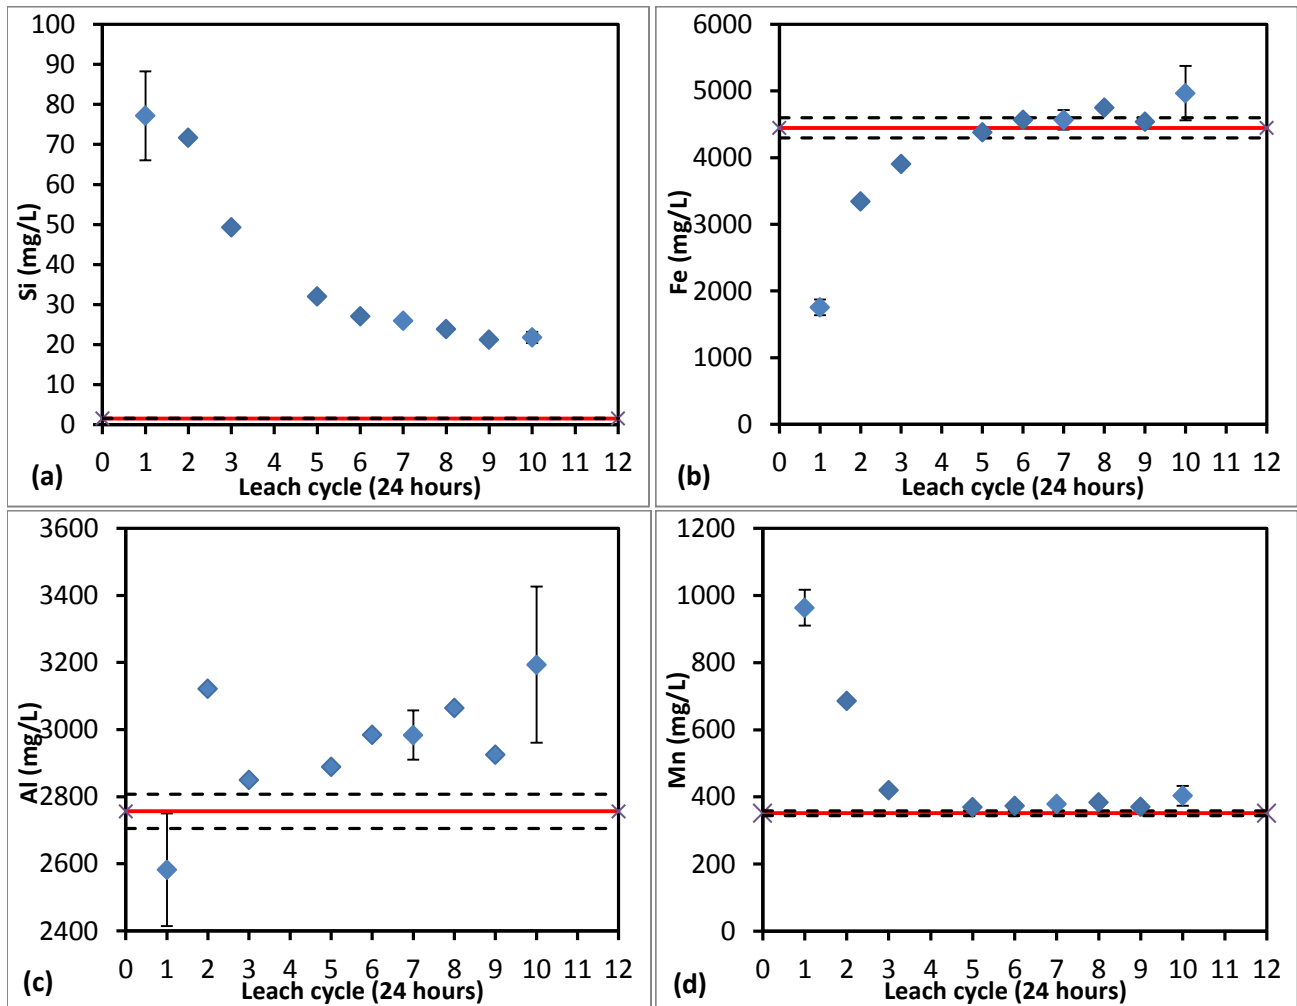 100
90
80
70
60
50
40
30
20
10
0
Si (mg/L)
0 1 2 3 5 6 7 8 9 10 11 12
Leach cycle (24 hours)
(a)
6000
5000
4000
3000
2000
1000
0
Fe (mg/L)
0 1 2 3 5 6 7 8 9 10 11 12
Leach cycle (24 hours)
(b)
3600
3400
3200
3000
2800
2600
2400
Al (mg/L)
0 1 2 3 4 5 6 7 8 9 10 11 12
Leach cycle (24 hours)
(c)
1200
1000
800
600
400
200
0
Mn (mg/L)
0 1 2 3 4 5 6 7 8 9 10 11 12
Leach cycle (24 hours)
(d)